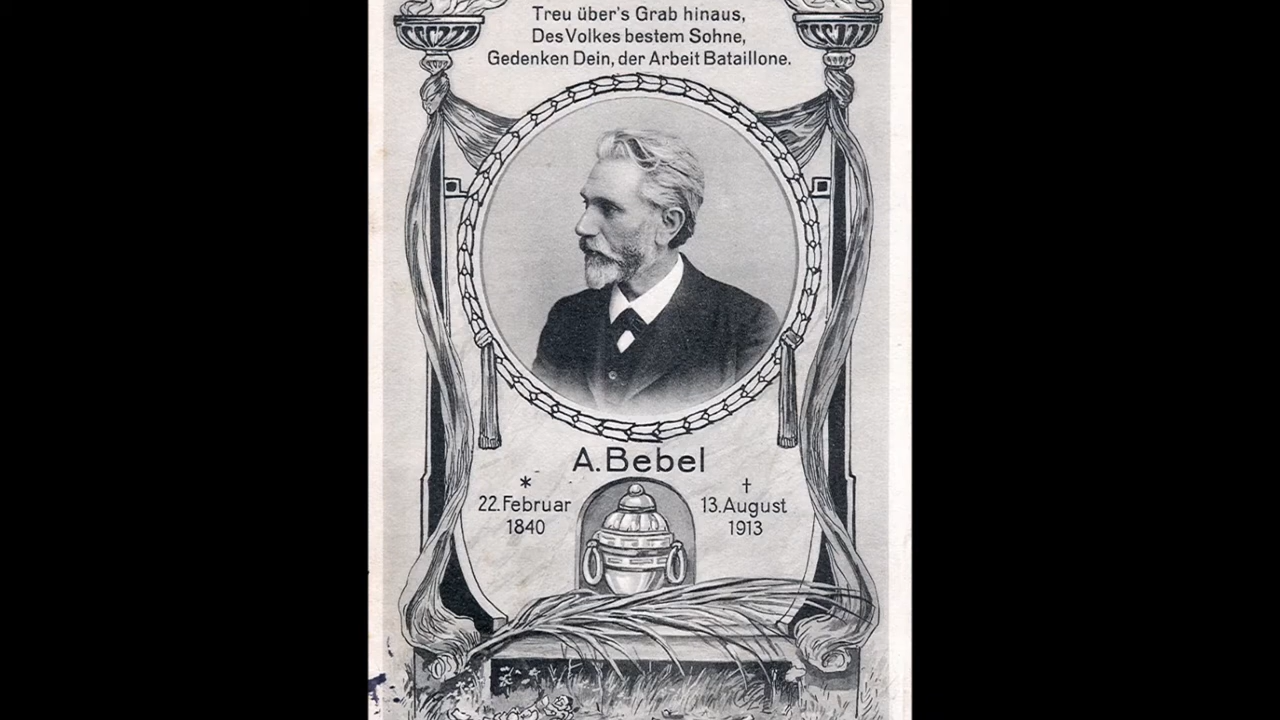 Treu über's Grab hinaus,
Des Volkes bestem Sohne,
Gedenken Dein, der Arbeit Bataillone.
A. Bebel
* †
22. Februar 13. August
1840 1913